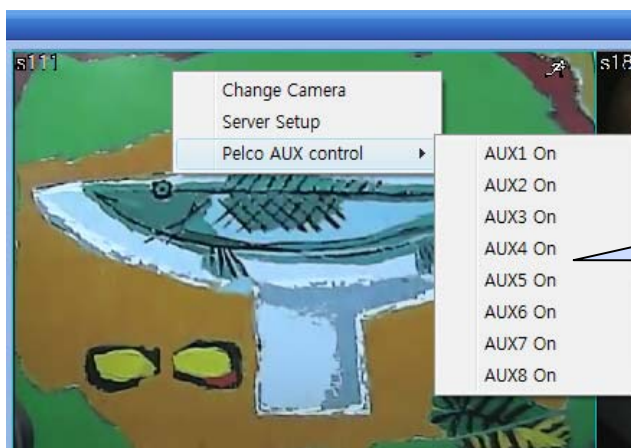 s111
s18
Change Camera
Server Setup
Pelco AUX control
AUX1 On
AUX2 On
AUX3 On
AUX4 On
AUX5 On
AUX6 On
AUX7 On
AUX8 On